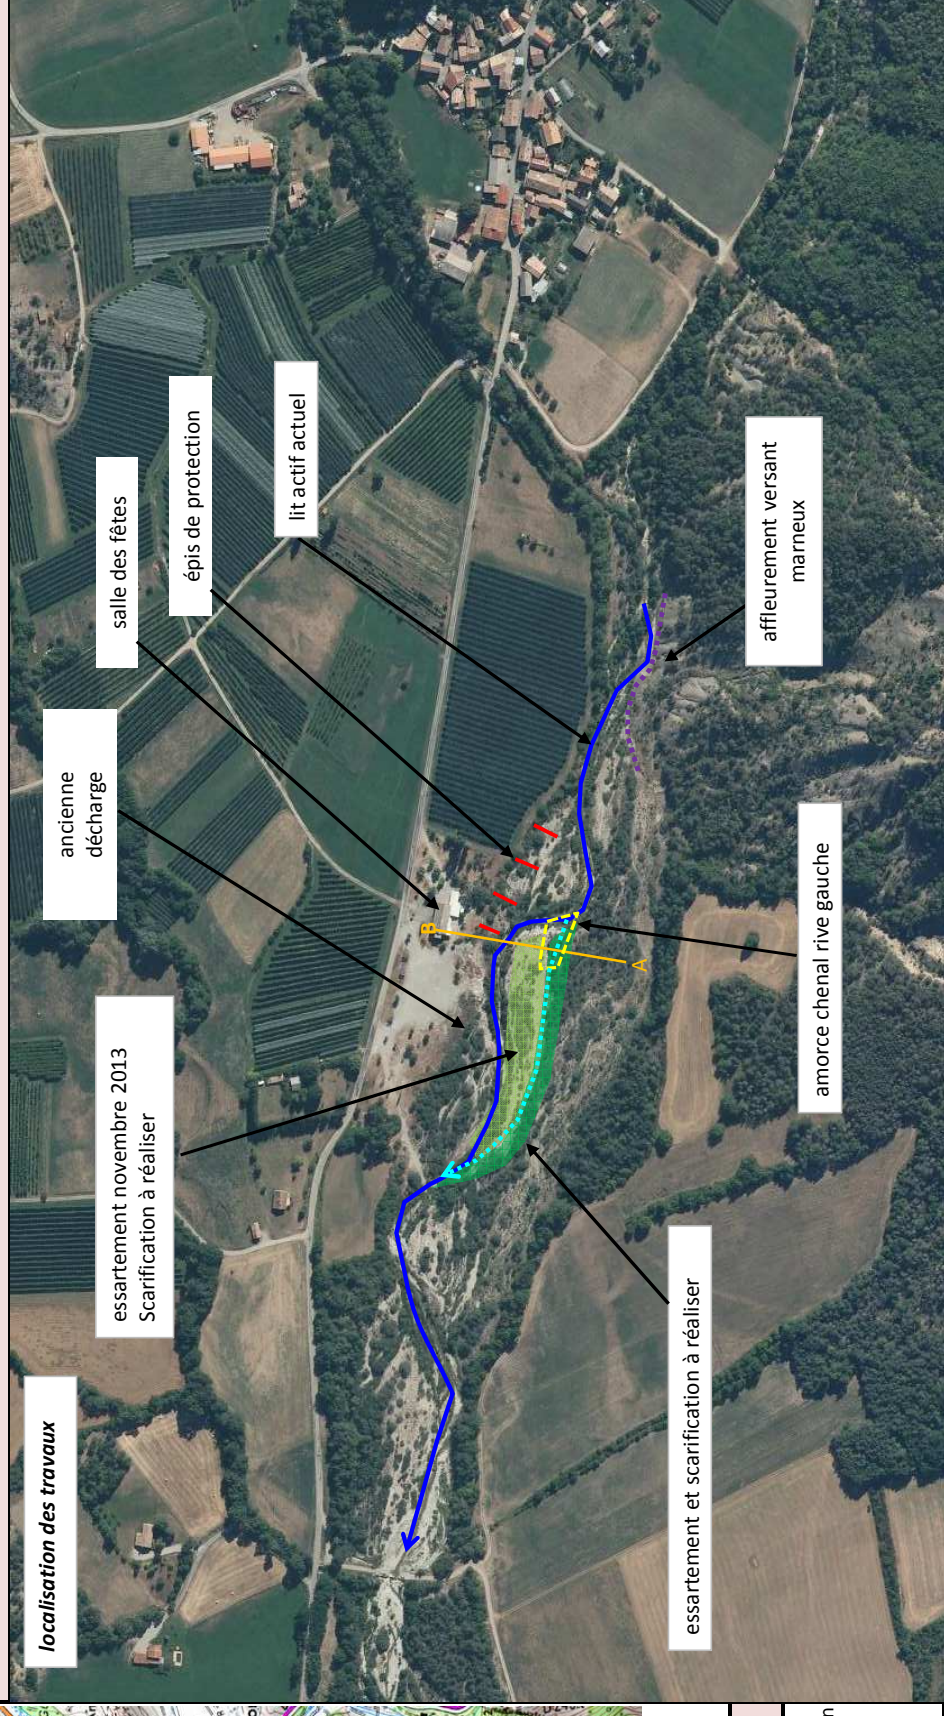 localisation des travaux
essartement novembre 2013
Scarification à réaliser
ancienne
décharge
salle des fêtes
épis de protection
lit actif actuel
B
A
essartement et scarification à réaliser
amorce chenal rive gauche
affleurement versant
marneux
n